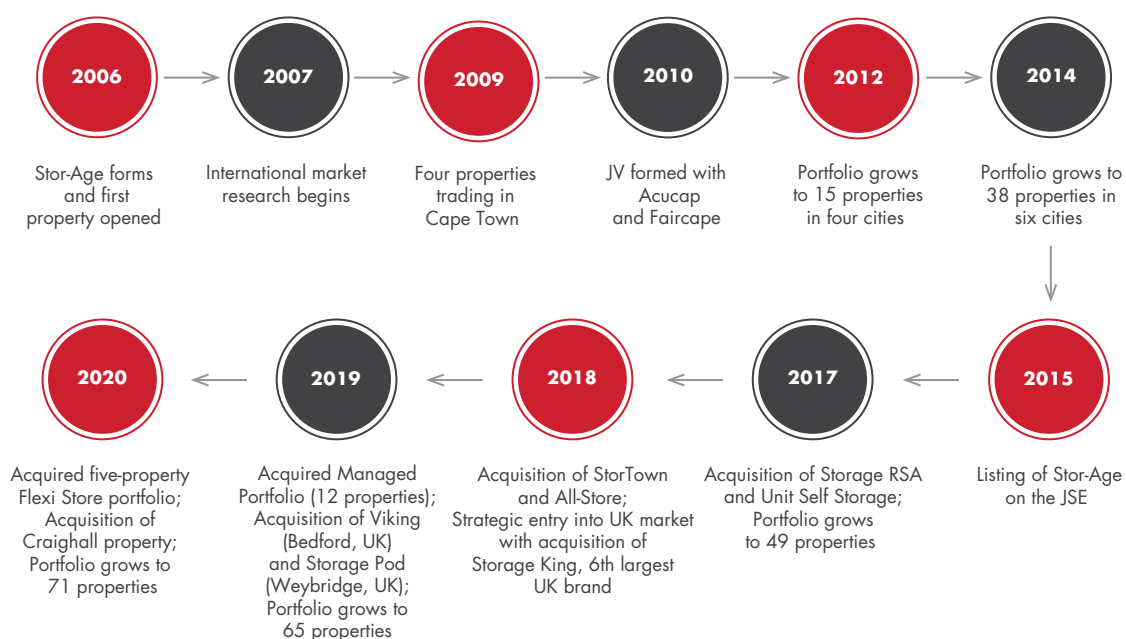 2006
Stor-Age forms
and first
property opened
2007
International market
research begins
2009
Four properties
trading in
Cape Town
2010
JV formed with
Acucap
and Faircape
2012
Portfolio grows
to 15 properties
in four cities
2014
Portfolio grows to
38 properties in
six cities
2015
Listing of Stor-Age
on the JSE
2017
Acquisition of Storage RSA
and Unit Self Storage;
Portfolio grows
to 49 properties
2018
Acquisition of StorTown
and All-Store;
Strategic entry into UK market
with acquisition of
Storage King, 6th largest
UK brand
2019
Acquired Managed
Portfolio (12 properties);
Acquisition of Viking
(Bedford, UK)
and Storage Pod
(Weybridge, UK);
Portfolio grows to
65 properties
2020
Acquired five-property
Flexi Store portfolio;
Acquisition of
Craighall property;
Portfolio grows to
71 properties